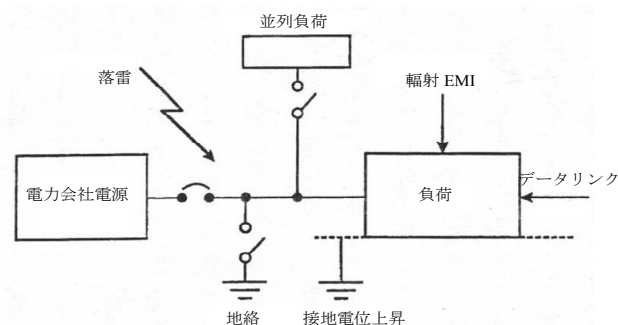 並列負荷
落雷
輻射 EMI
電力会社電源
負荷
データリンク
地絡
接地電位上昇